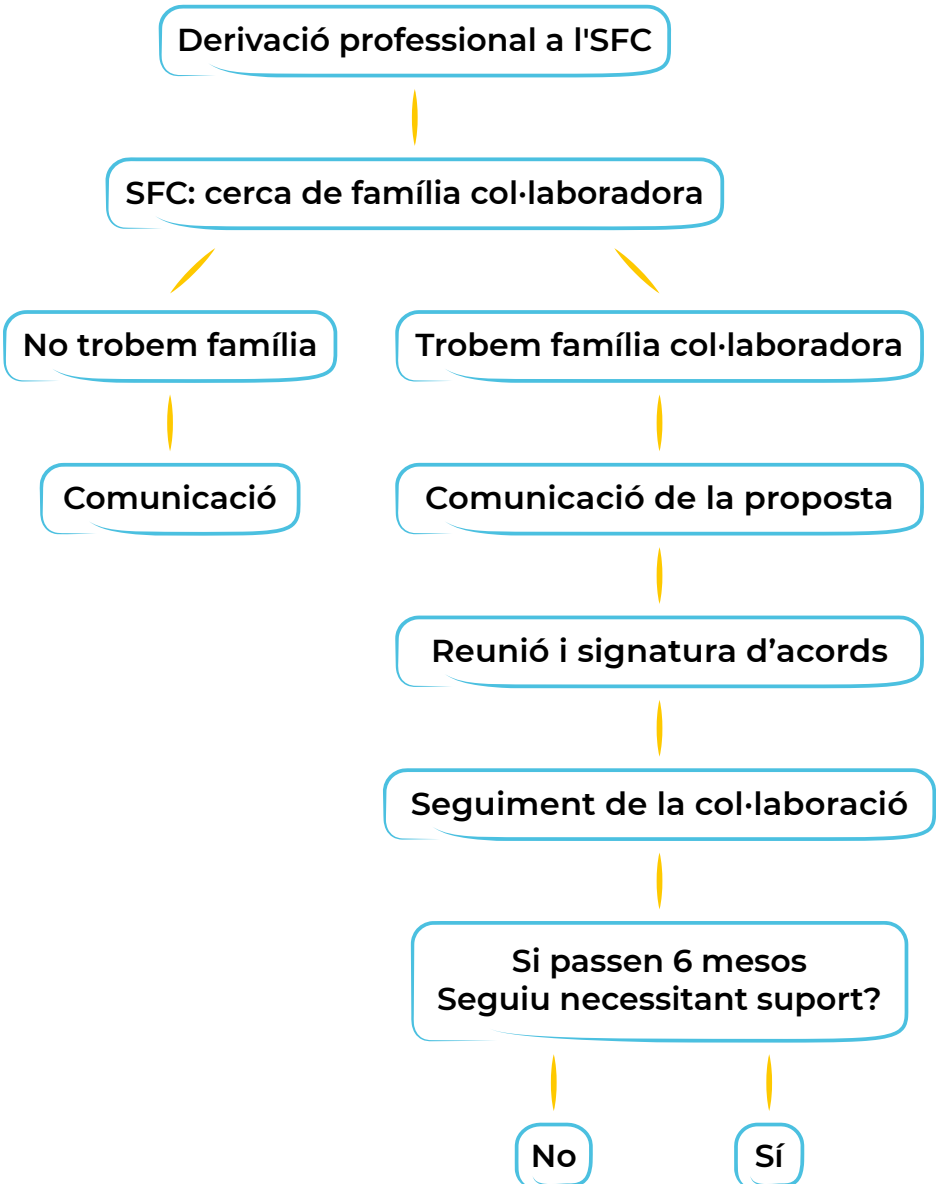 Derivació professional a l'SFC
SFC: cerca de família col·laboradora
No trobem família
Trobem família col·laboradora
Comunicació
Comunicació de la proposta
Reunió i signatura d’acords
Seguiment de la col·laboració
Si passen 6 mesos
Seguiu necessitant suport?
No
Sí